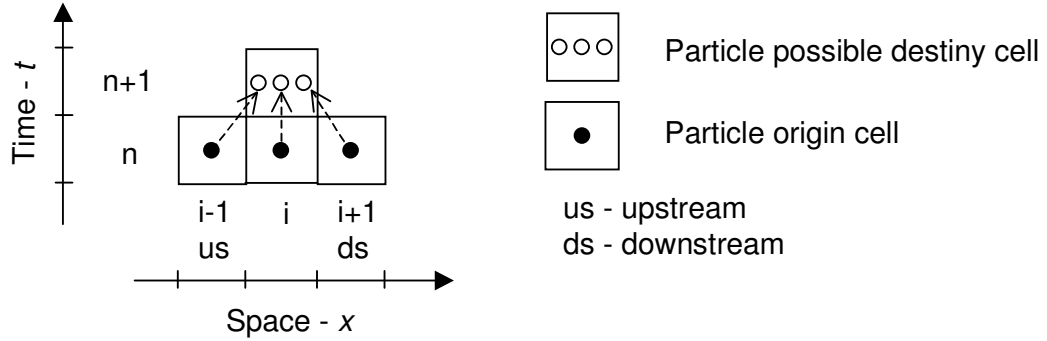 Time - t
n+1
n
i-1
i
i+1
us
ds
Space - x
Particle possible destiny cell
Particle origin cell
us - upstream
ds - downstream